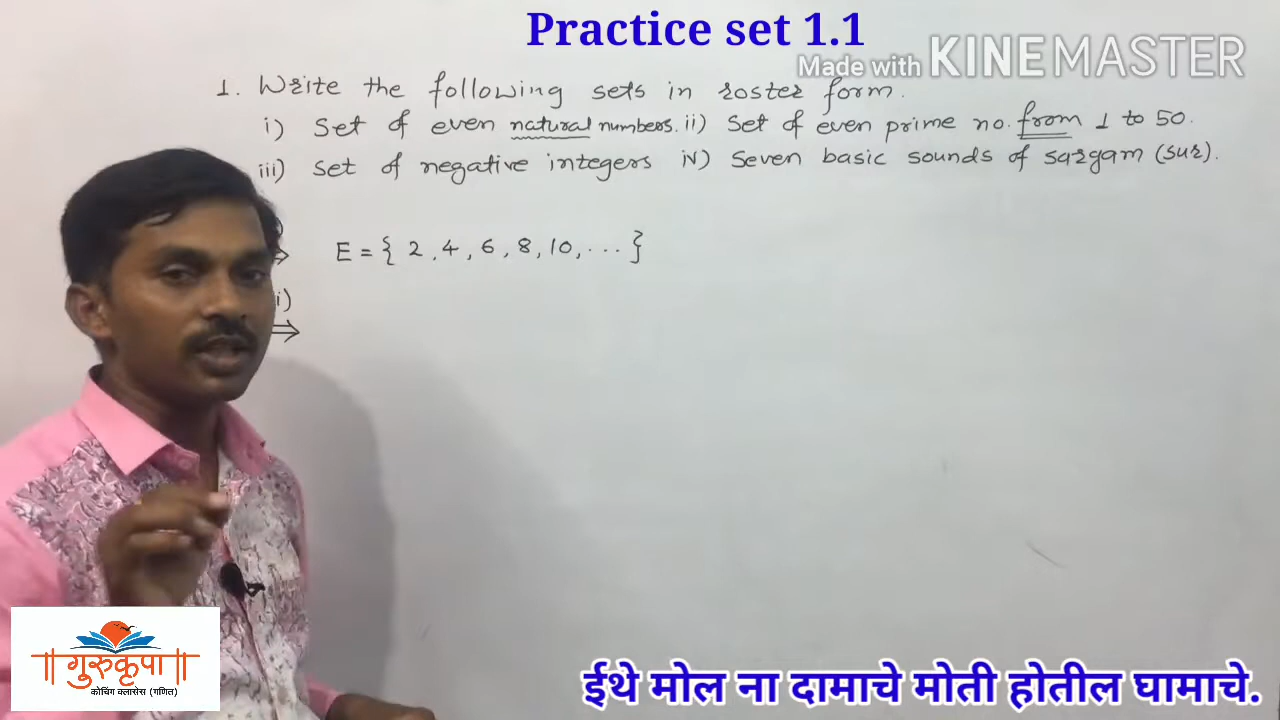 Practice set 1.1
Made with KINEMASTER
1. Write the following sets in roster form.
i) Set of even natural numbers. ii) Set of even prime no. from 1 to 50.
iii) Set of negative integers iv) Seven basic sounds of sargam (sur).
E = { 2, 4, 6, 8, 10, ... }
i)
⇒
|| गुरुकृपा ||
कोचिंग क्लासेस (गणित)
ईथे मोल ना दामाचे मोती होतील घामाचे.